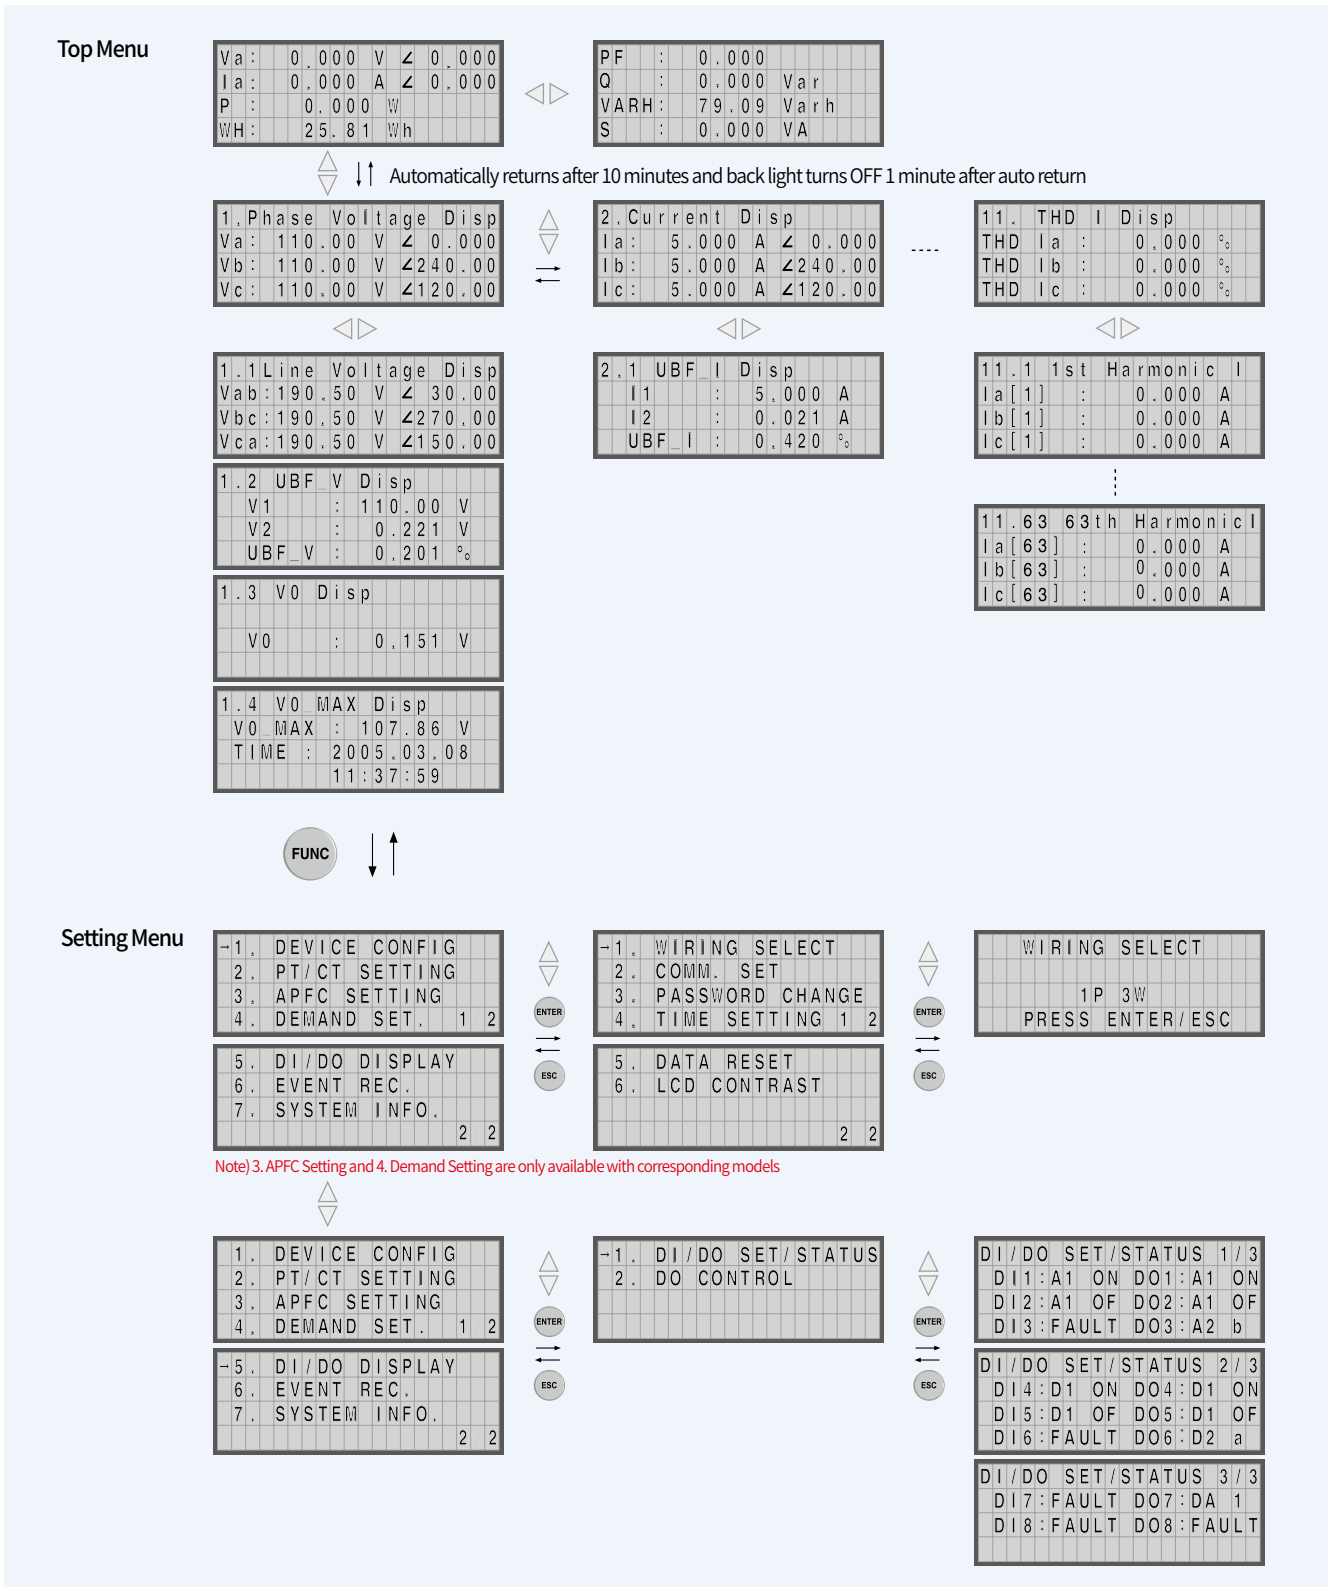 Top Menu
Va: 0.000 V ∠ 0.000
Ia: 0.000 A ∠ 0.000
P : 0.000 W
WH: 25.81 Wh
PF : 0.000
Q : 0.000 Var
VARH: 79.09 Varh
S : 0.000 VA
Automatically returns after 10 minutes and back light turns OFF 1 minute after auto return
1.Phase Voltage Disp
Va: 110.00 V ∠ 0.000
Vb: 110.00 V ∠240.00
Vc: 110.00 V ∠120.00
2.Current Disp
Ia: 5.000 A ∠ 0.000
Ib: 5.000 A ∠240.00
Ic: 5.000 A ∠120.00
11. THD I Disp
THD Ia : 0.000 %
THD Ib : 0.000 %
THD Ic : 0.000 %
1.1Line Voltage Disp
Vab:190.50 V ∠ 30.00
Vbc:190.50 V ∠270.00
Vca:190.50 V ∠150.00
2.1 UBF_I Disp
I1 : 5.000 A
I2 : 0.021 A
UBF_I : 0.420 %
11.1 1st Harmonic I
Ia[1] : 0.000 A
Ib[1] : 0.000 A
Ic[1] : 0.000 A
1.2 UBF_V Disp
V1 : 110.00 V
V2 : 0.221 V
UBF_V : 0.201 %
11.63 63th HarmonicI
Ia[63] : 0.000 A
Ib[63] : 0.000 A
Ic[63] : 0.000 A
1.3 V0 Disp
V0 : 0.151 V
1.4 V0_MAX Disp
V0_MAX : 107.86 V
TIME : 2005.03.08
11:37:59
FUNC
Setting Menu
→1. DEVICE CONFIG
2. PT/CT SETTING
3. APFC SETTING
4. DEMAND SET. 1 2
5. DI/DO DISPLAY
6. EVENT REC.
7. SYSTEM INFO.
2 2
ENTER
ESC
→1. WIRING SELECT
2. COMM. SET
3. PASSWORD CHANGE
4. TIME SETTING 1 2
5. DATA RESET
6. LCD CONTRAST
2 2
ENTER
ESC
WIRING SELECT
1P 3W
PRESS ENTER/ESC
Note) 3. APFC Setting and 4. Demand Setting are only available with corresponding models
1. DEVICE CONFIG
2. PT/CT SETTING
3. APFC SETTING
4. DEMAND SET. 1 2
→5. DI/DO DISPLAY
6. EVENT REC.
7. SYSTEM INFO.
2 2
ENTER
ESC
→1. DI/DO SET/STATUS
2. DO CONTROL
ENTER
ESC
DI/DO SET/STATUS 1/3
DI1:A1 ON DO1:A1 ON
DI2:A1 OF DO2:A1 OF
DI3:FAULT DO3:A2 b
DI/DO SET/STATUS 2/3
DI4:D1 ON DO4:D1 ON
DI5:D1 OF DO5:D1 OF
DI6:FAULT DO6:D2 a
DI/DO SET/STATUS 3/3
DI7:FAULT DO7:DA 1
DI8:FAULT DO8:FAULT